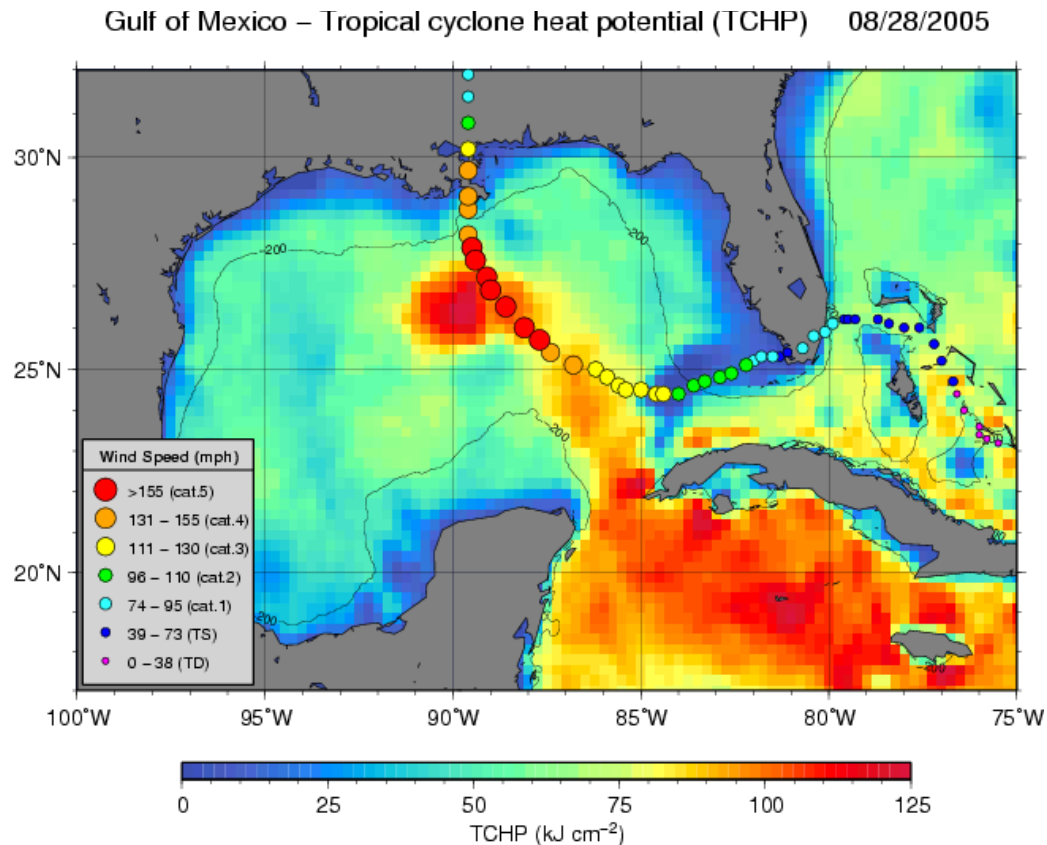 Gulf of Mexico – Tropical cyclone heat potential (TCHP) 08/28/2005
30°N
25°N
20°N
200
200
200
200
200
Wind Speed (mph)
>155 (cat.5)
131 – 155 (cat.4)
111 – 130 (cat.3)
96 – 110 (cat.2)
74 – 95 (cat.1)
39 – 73 (TS)
0 – 38 (TD)
100°W 95°W 90°W 85°W 80°W 75°W
0 25 50 75 100 125
TCHP (kJ cm⁻²)